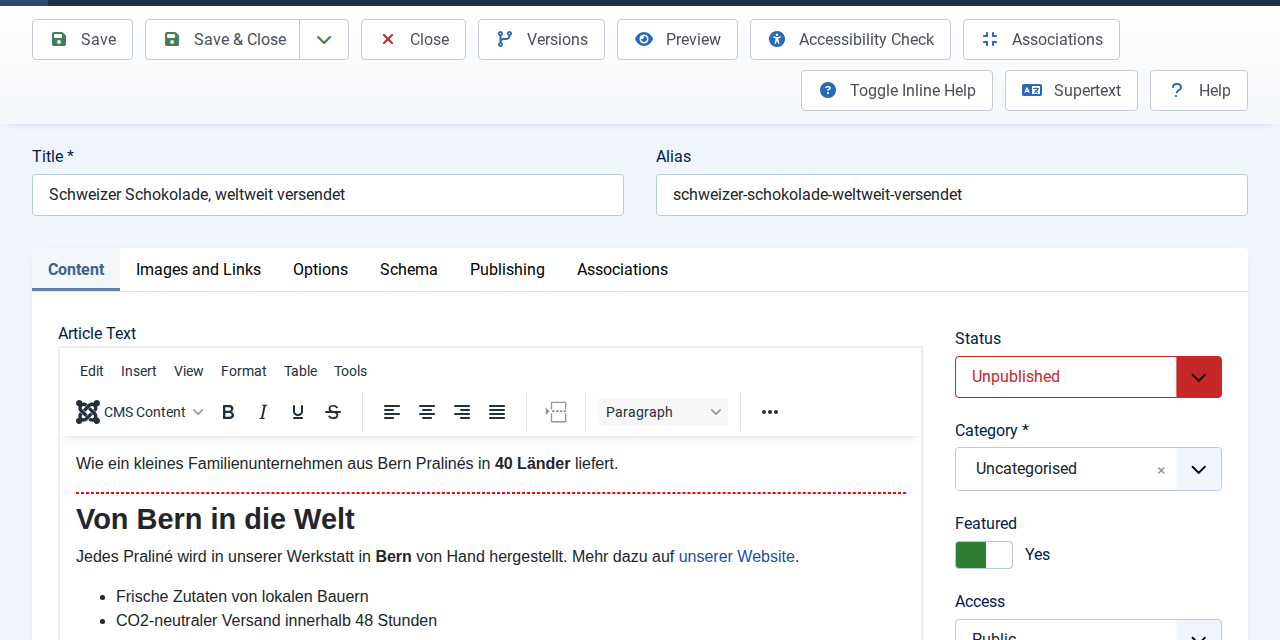 Save
Save & Close
Close
Versions
Preview
Accessibility Check
Associations
Toggle Inline Help
Supertext
Help
Title *
Alias
Schweizer Schokolade, weltweit versendet
schweizer-schokolade-weltweit-versendet
Content
Images and Links
Options
Schema
Publishing
Associations
Article Text
Edit
Insert
View
Format
Table
Tools
CMS Content
Paragraph
Wie ein kleines Familienunternehmen aus Bern Pralinés in 40 Länder liefert.
Von Bern in die Welt
Jedes Praliné wird in unserer Werkstatt in Bern von Hand hergestellt. Mehr dazu auf unserer Website.
Frische Zutaten von lokalen Bauern
CO2-neutraler Versand innerhalb 48 Stunden
Status
Unpublished
Category *
Uncategorised
Featured
Yes
Access
Public